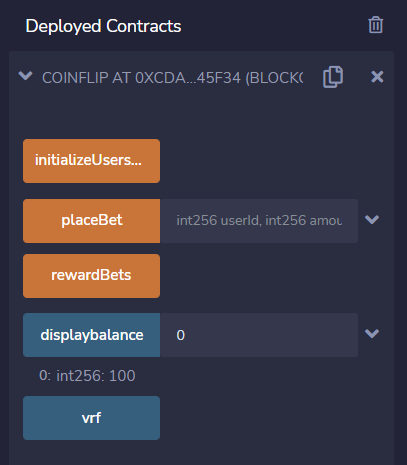 Deployed Contracts
COINFLIP AT 0XCDA...45F34 (BLOCKC
initializeUsers...
placeBet int256 userId, int256 amou
rewardBets
displaybalance 0
0: int256: 100
vrf